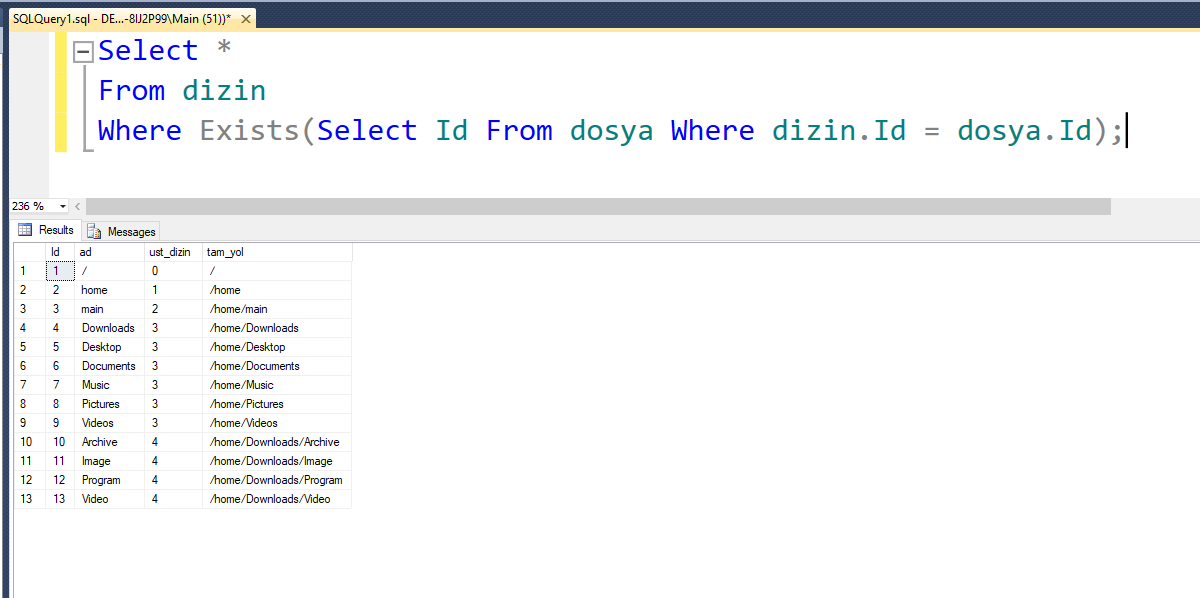 SQLQuery1.sql - DE...-8IJ2P99\Main (51))*
Select *
From dizin
Where Exists(Select Id From dosya Where dizin.Id = dosya.Id);
236 %
Results Messages
Id ad ust_dizin tam_yol
1 1 / 0 /
2 2 home 1 /home
3 3 main 2 /home/main
4 4 Downloads 3 /home/Downloads
5 5 Desktop 3 /home/Desktop
6 6 Documents 3 /home/Documents
7 7 Music 3 /home/Music
8 8 Pictures 3 /home/Pictures
9 9 Videos 3 /home/Videos
10 10 Archive 4 /home/Downloads/Archive
11 11 Image 4 /home/Downloads/Image
12 12 Program 4 /home/Downloads/Program
13 13 Video 4 /home/Downloads/Video